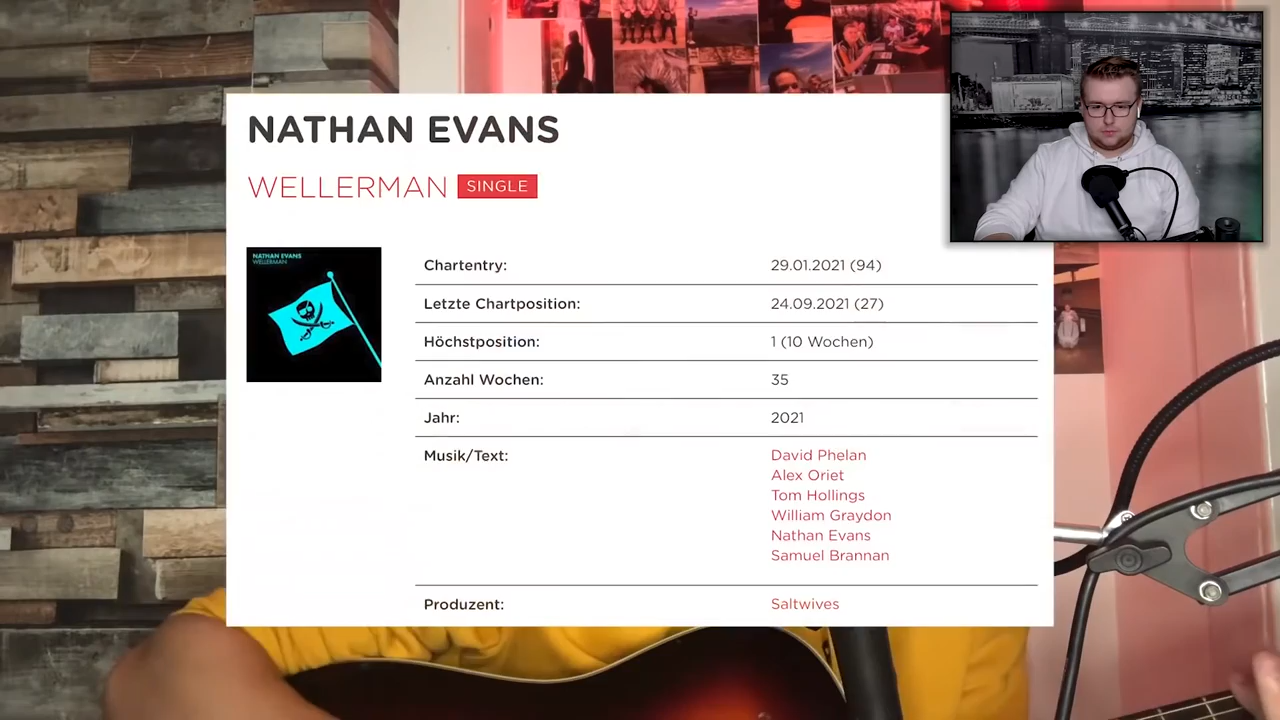 NATHAN EVANS
WELLERMAN SINGLE
NATHAN EVANS
WELLERMAN
Chartentry: 29.01.2021 (94)
Letzte Chartposition: 24.09.2021 (27)
Höchstposition: 1 (10 Wochen)
Anzahl Wochen: 35
Jahr: 2021
Musik/Text: David Phelan
Alex Oriet
Tom Hollings
William Graydon
Nathan Evans
Samuel Brannan
Produzent: Saltwives